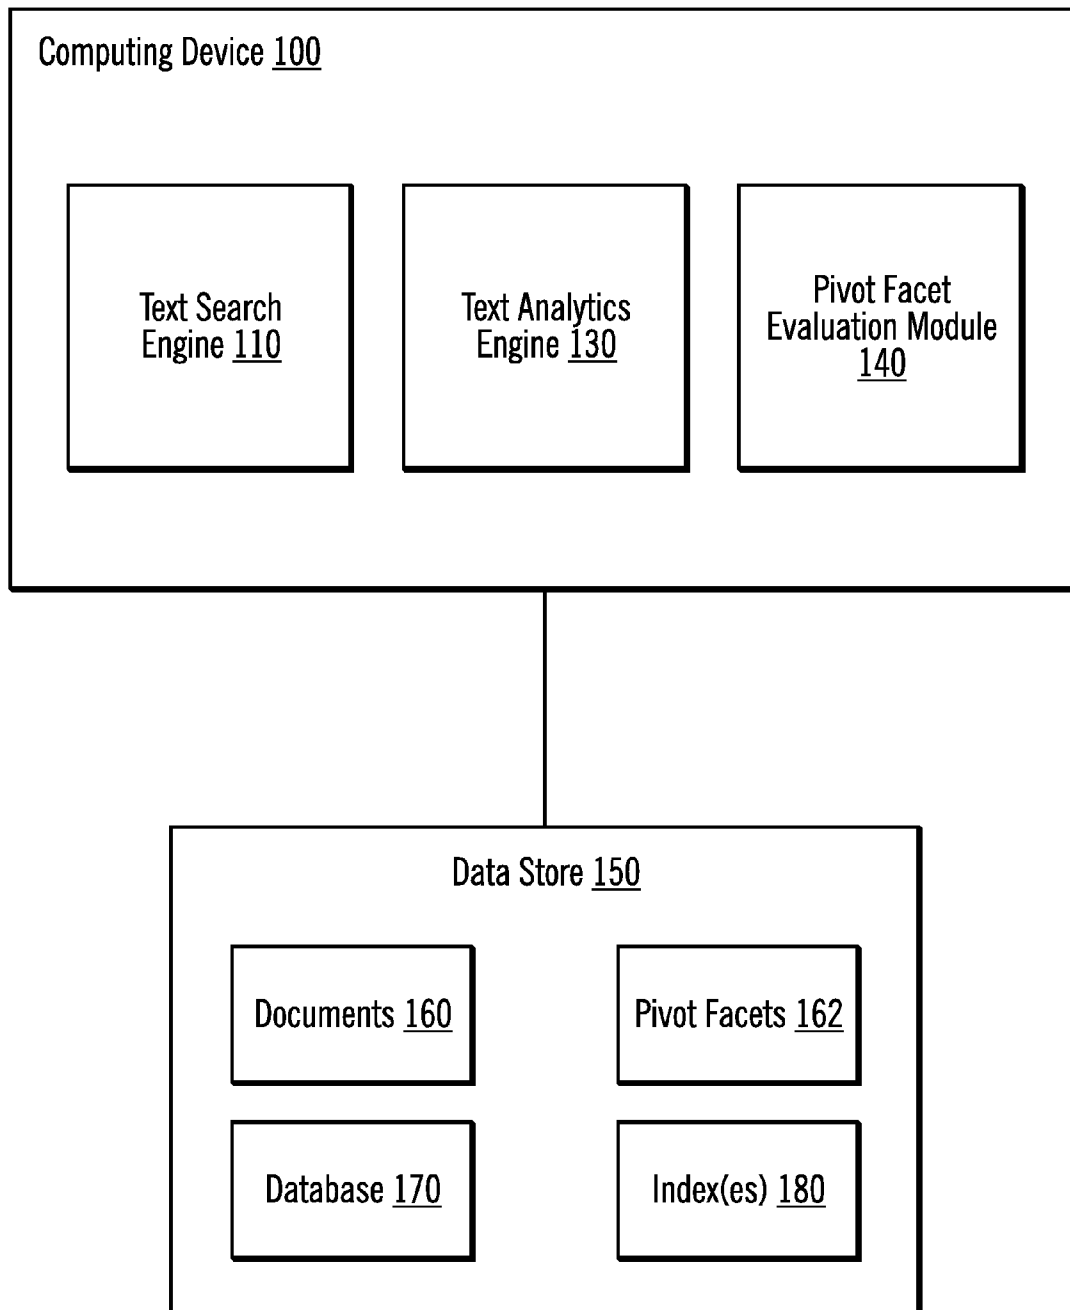 Computing Device 100
Text Search
Engine 110
Text Analytics
Engine 130
Pivot Facet
Evaluation Module
140
Data Store 150
Documents 160
Pivot Facets 162
Database 170
Index(es) 180